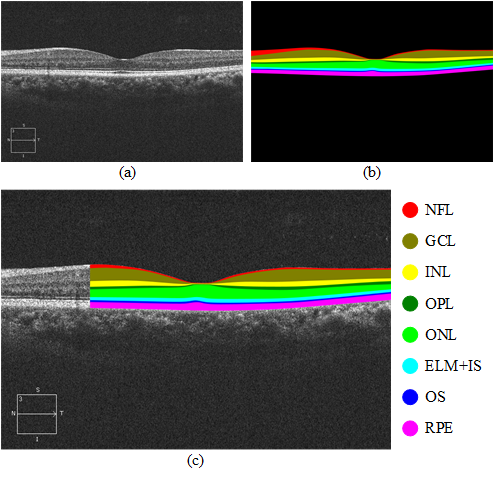 S
N T
I
(a)
(b)
NFL
GCL
INL
OPL
ONL
ELM+IS
OS
RPE
S
3
N T
I
(c)